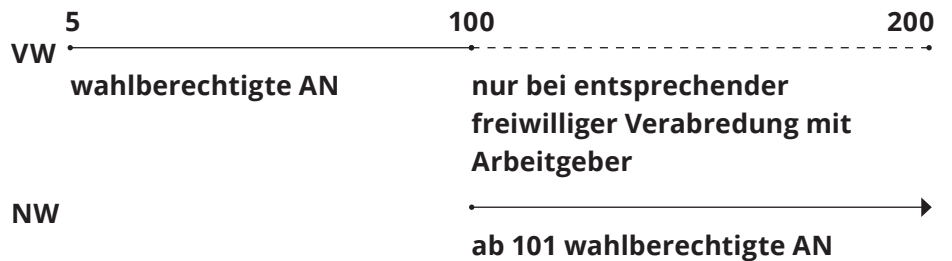 5 100 200
VW
wahlberechtigte AN
nur bei entsprechender
freiwilliger Verabredung mit
Arbeitgeber
NW
ab 101 wahlberechtigte AN